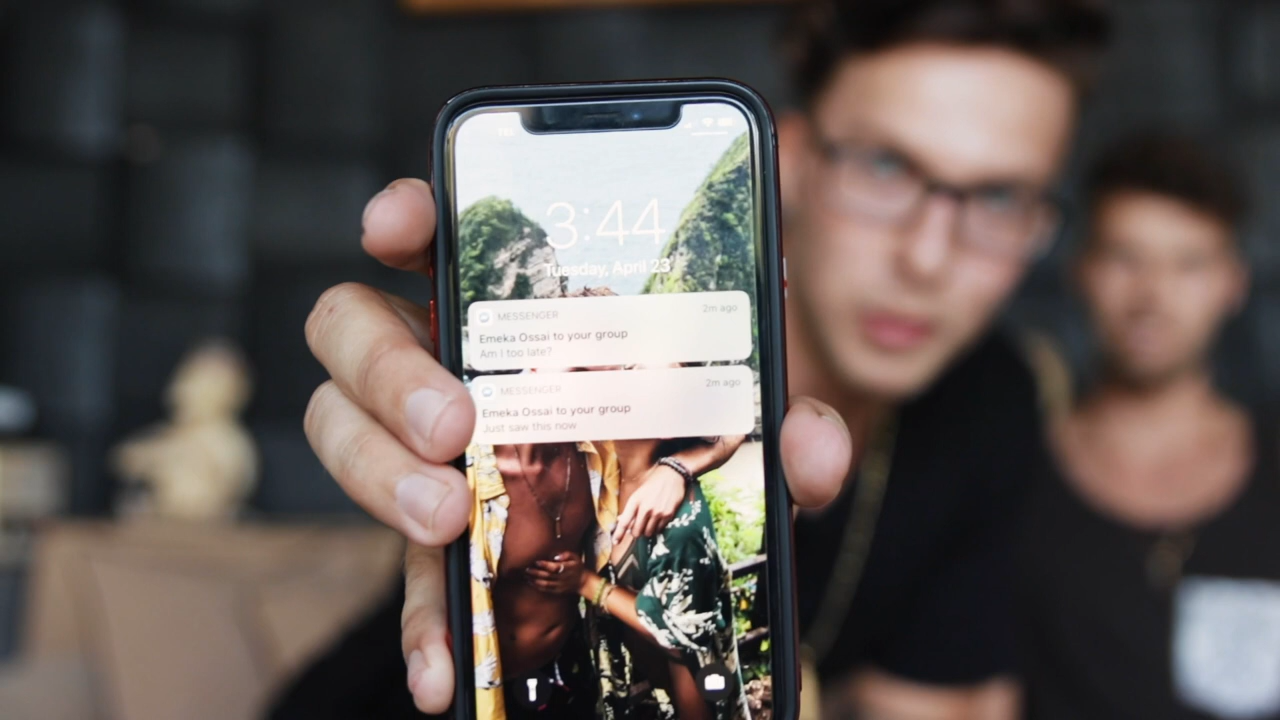 3:44
Tuesday, April 23
MESSENGER 2m ago
Emeka Ossai to your group
Am I too late?
MESSENGER 2m ago
Emeka Ossai to your group
Just saw this now